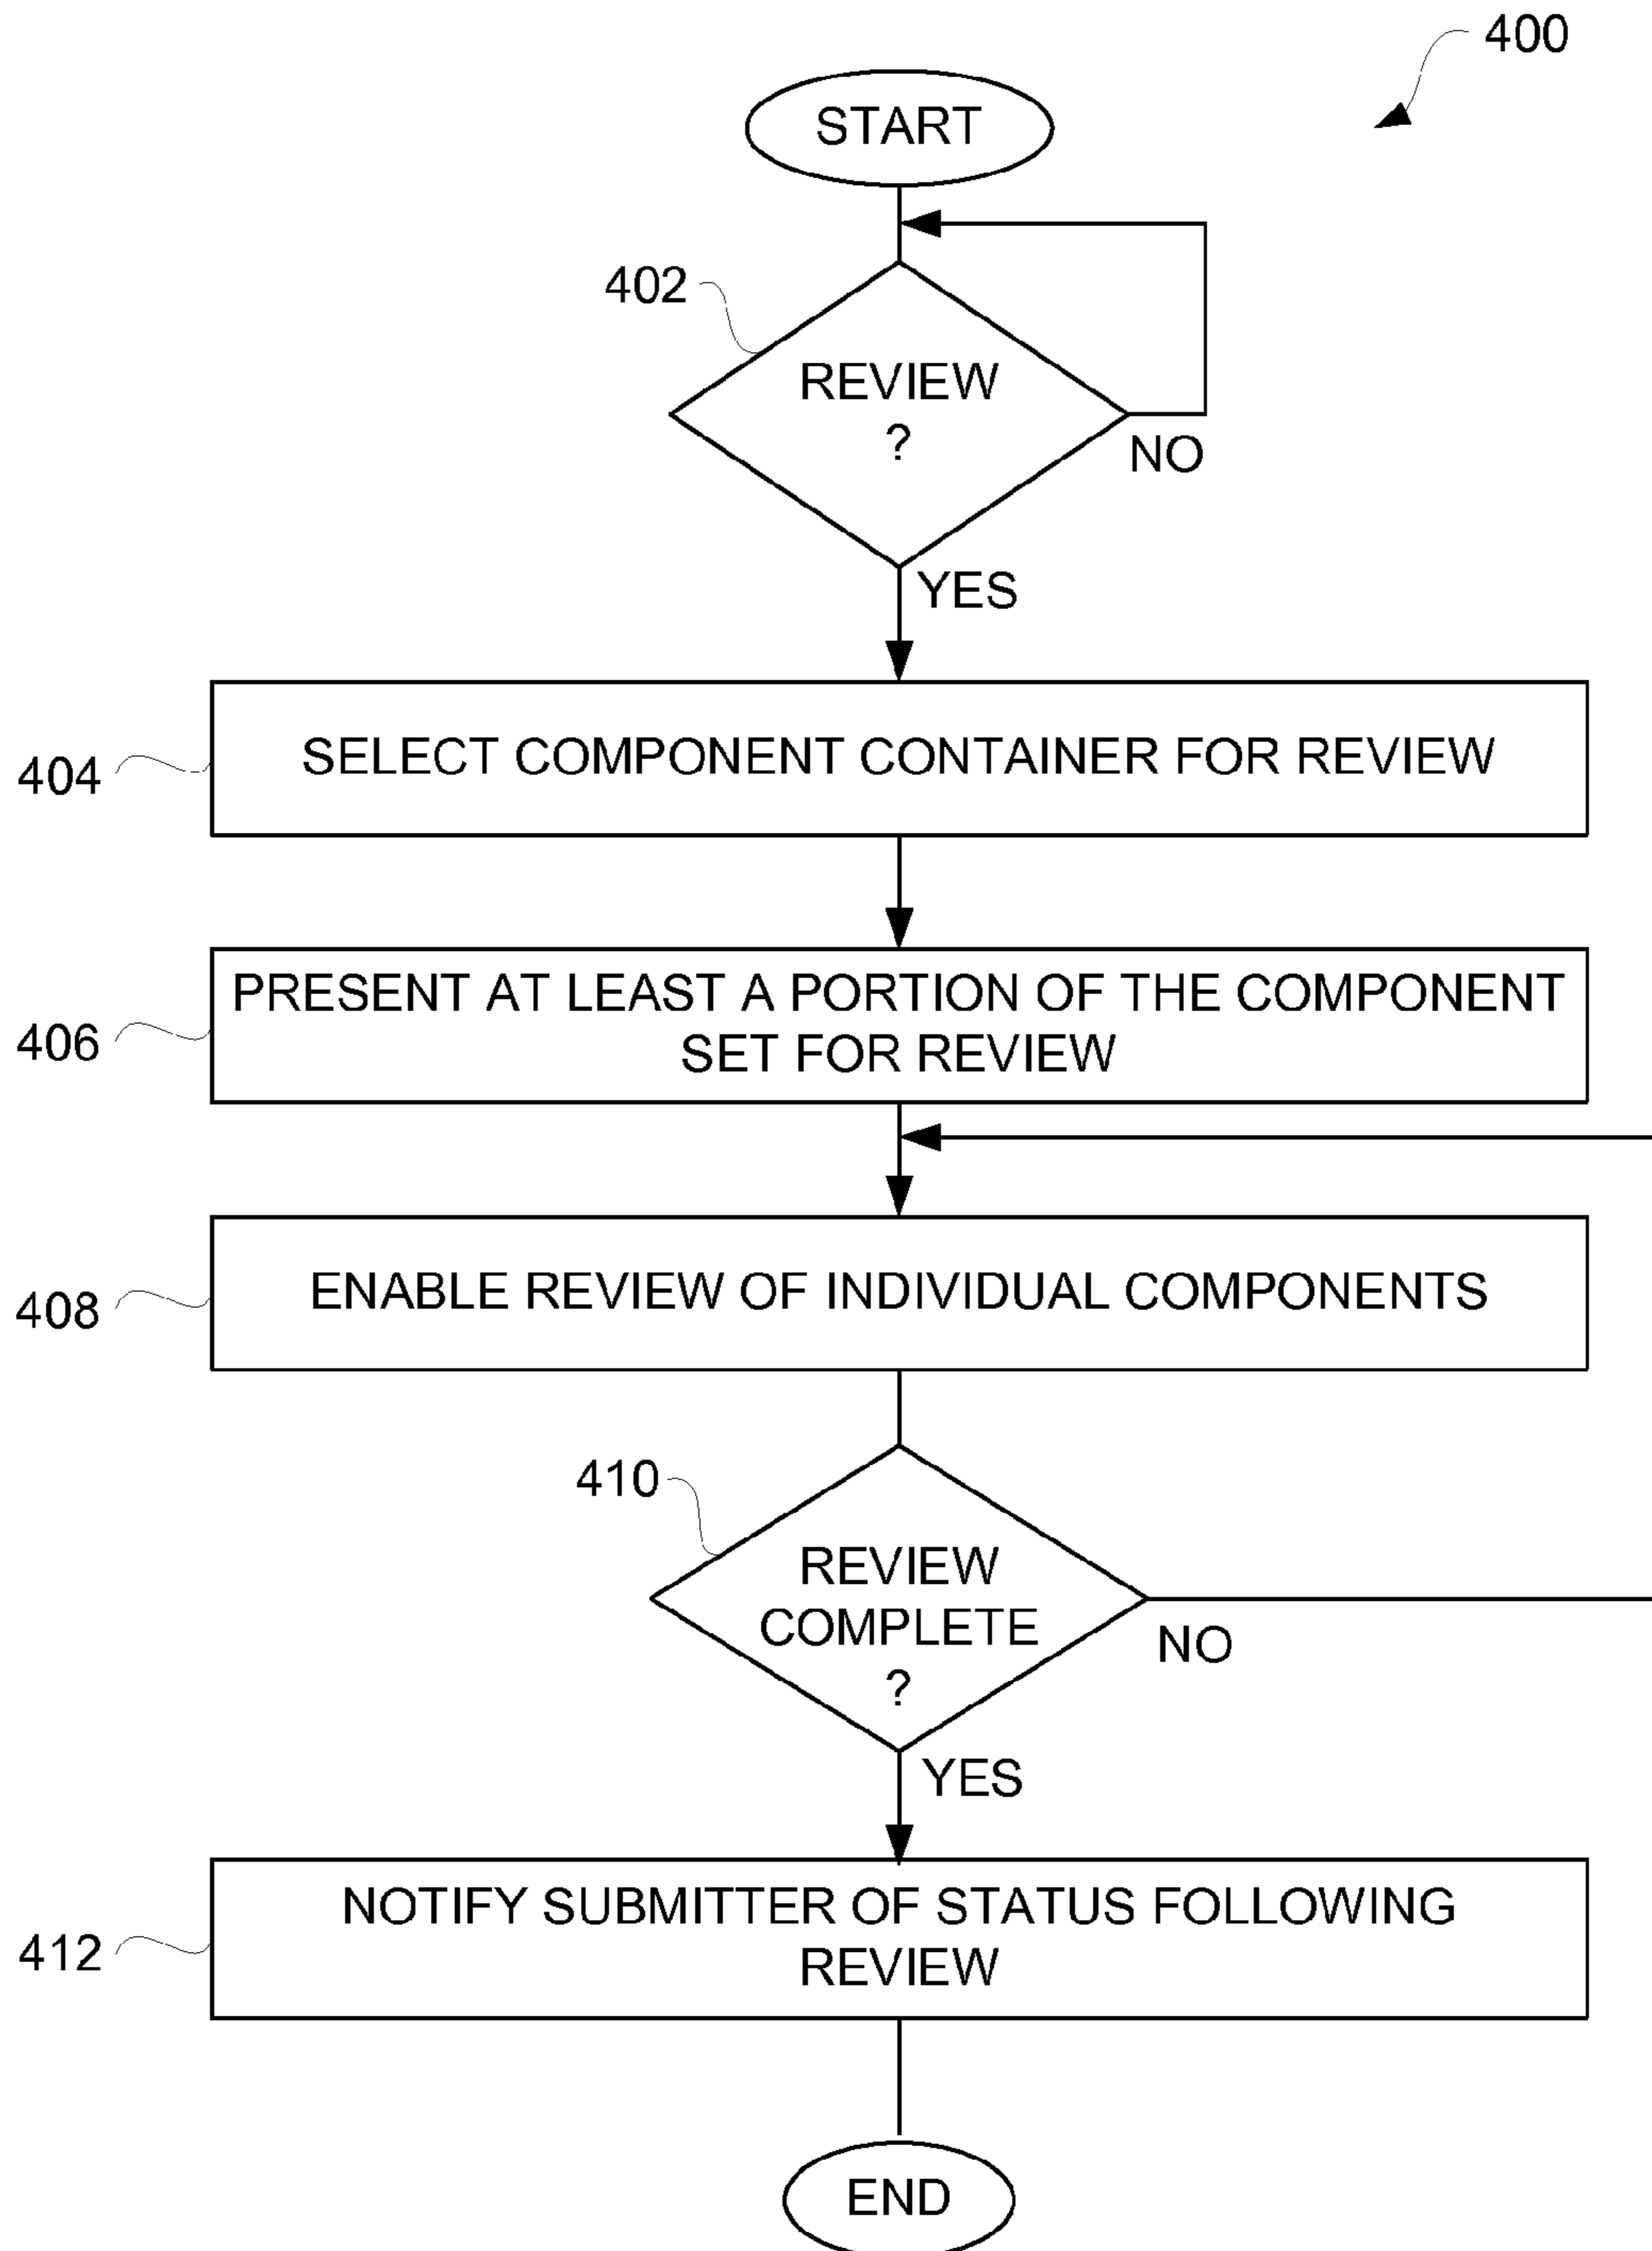 400
START
402
REVIEW
?
NO
YES
404
SELECT COMPONENT CONTAINER FOR REVIEW
406
PRESENT AT LEAST A PORTION OF THE COMPONENT
SET FOR REVIEW
408
ENABLE REVIEW OF INDIVIDUAL COMPONENTS
410
REVIEW
COMPLETE
?
NO
YES
412
NOTIFY SUBMITTER OF STATUS FOLLOWING
REVIEW
END